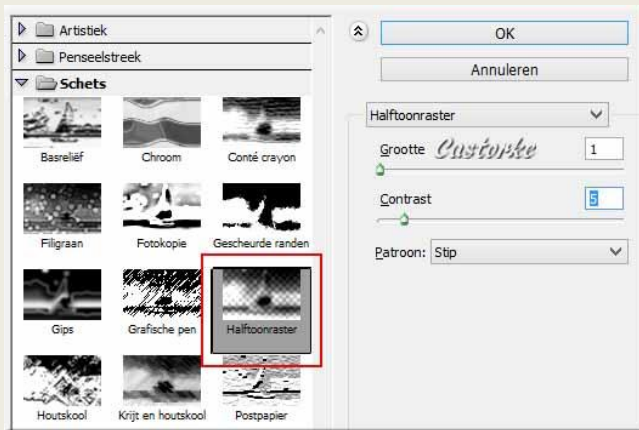 Artistiek
Penseelstreek
Schets
Basreliëf Chroom Conté crayon
Filigraan Fotokopie Gescheurde randen
Gips Grafische pen Halftoonraster
Houtskool Krijt en houtskool Postpapier
OK
Annuleren
Halftoonraster
Grootte Castorke 1
Contrast 5
Patroon: Stip